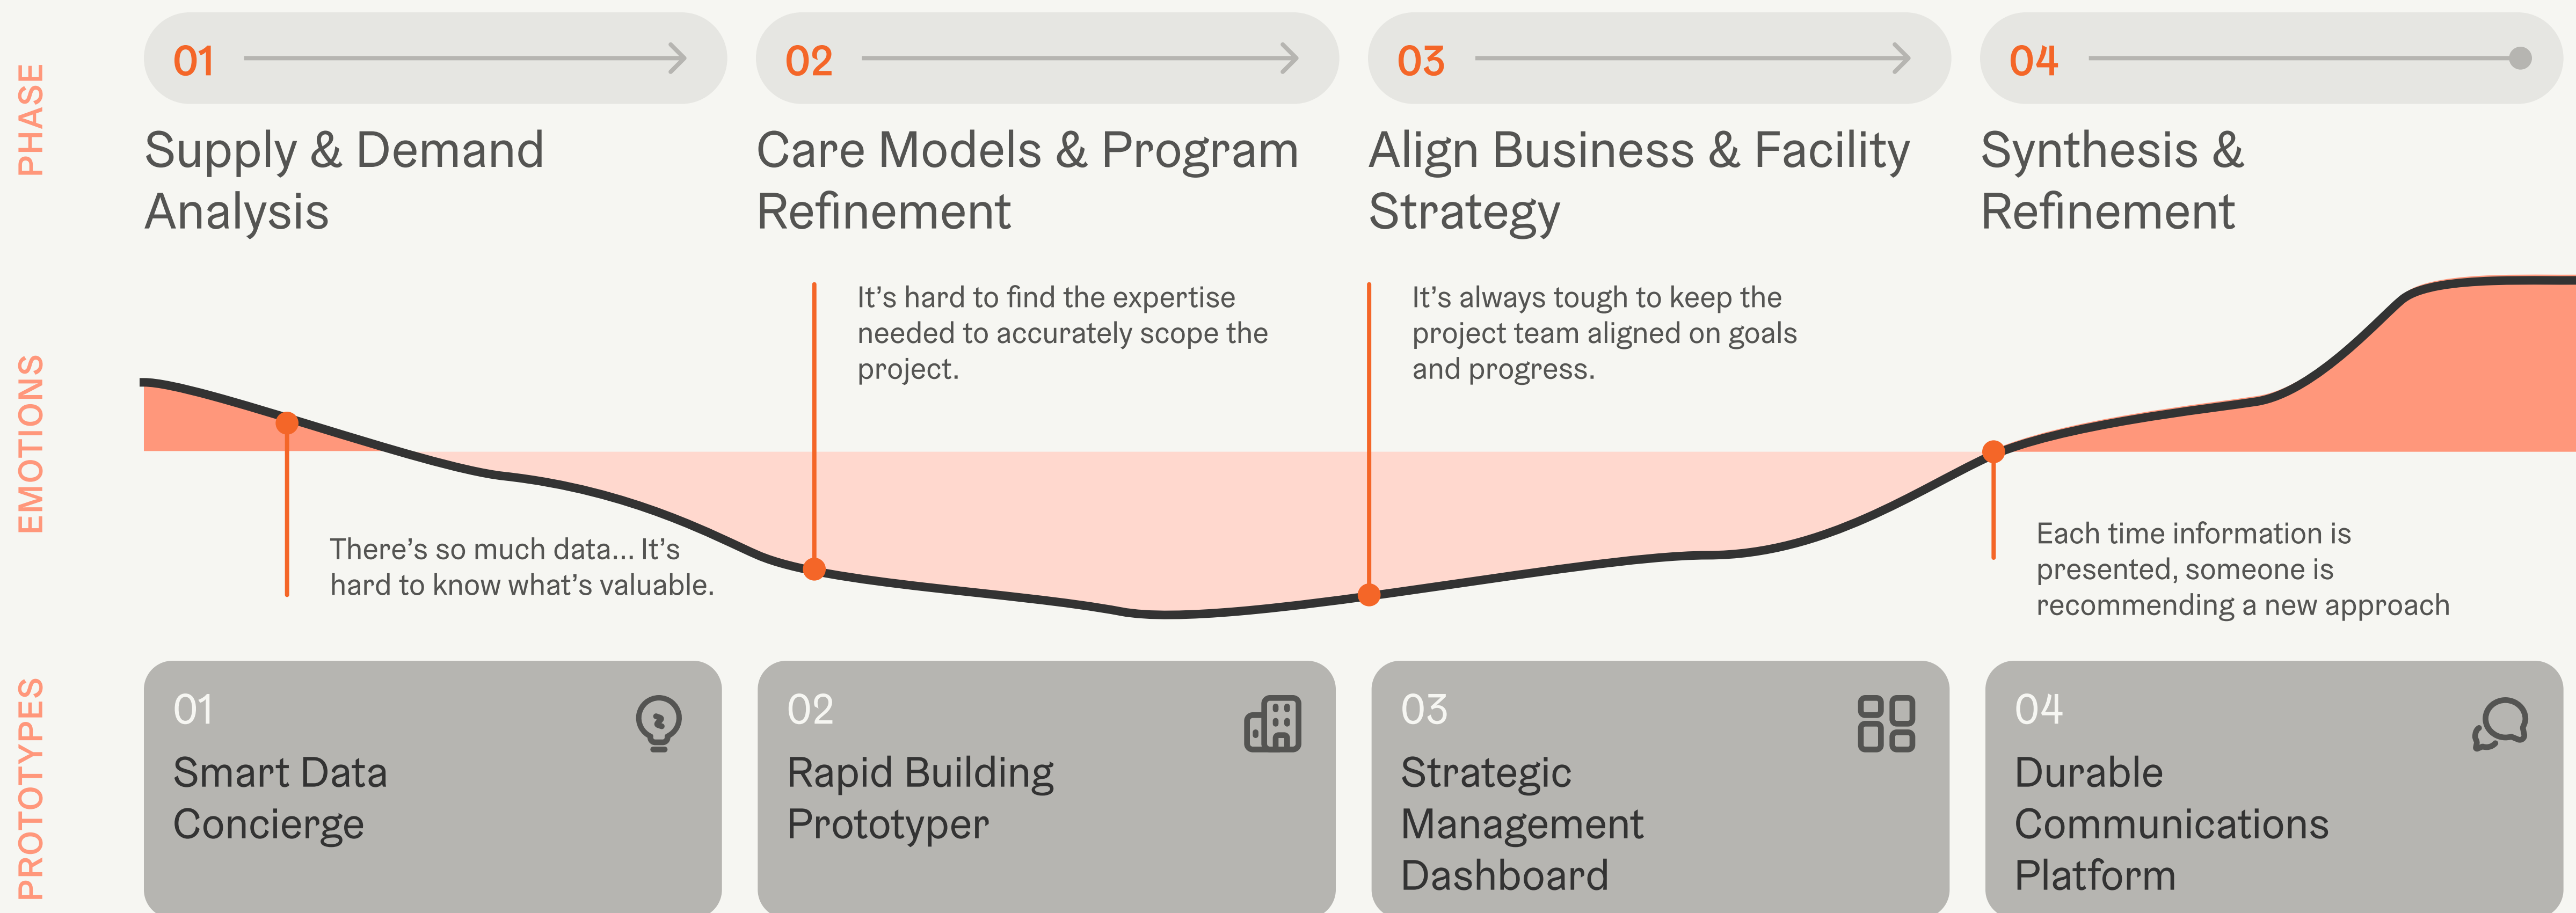 PHASE
01
02
03
04
Supply & Demand
Analysis
Care Models & Program
Refinement
Align Business & Facility
Strategy
Synthesis &
Refinement
EMOTIONS
There’s so much data... It’s
hard to know what’s valuable.
It’s hard to find the expertise
needed to accurately scope the
project.
It’s always tough to keep the
project team aligned on goals
and progress.
Each time information is
presented, someone is
recommending a new approach
PROTOTYPES
01
Smart Data
Concierge
02
Rapid Building
Prototyper
03
Strategic
Management
Dashboard
04
Durable
Communications
Platform